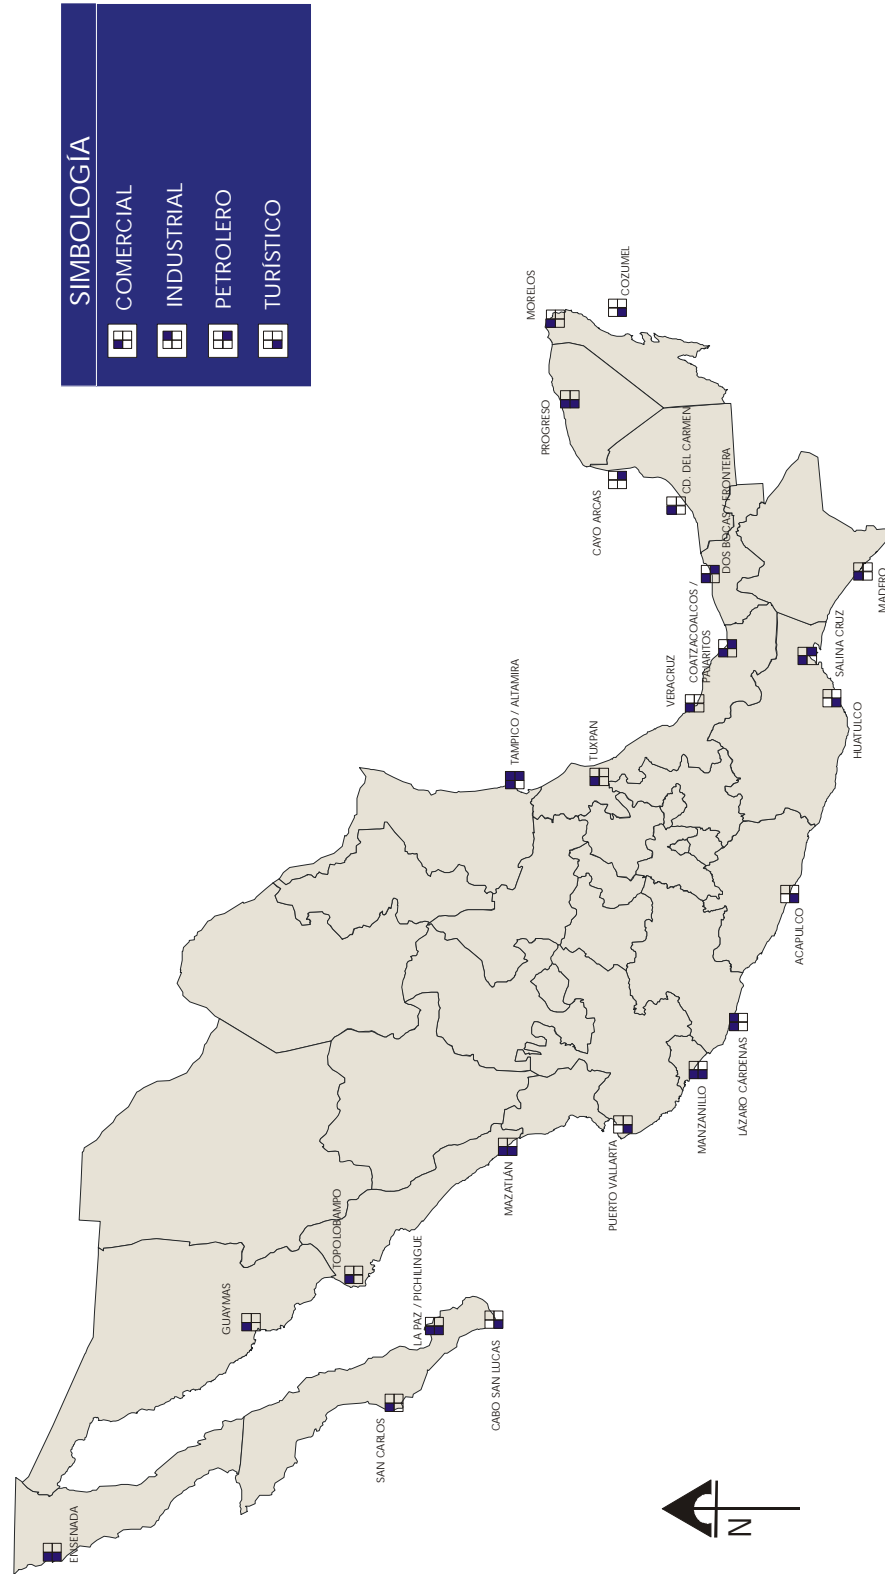 SIMBOLOGÍA
COMERCIAL
INDUSTRIAL
PETROLERO
TURÍSTICO
ENSENADA
GUAYMAS
TOPOLOBAMPO
SAN CARLOS
LA PAZ / PICHILINGUE
CABO SAN LUCAS
MAZATLÁN
PUERTO VALLARTA
MANZANILLO
LÁZARO CÁRDENAS
ACAPULCO
HUATULCO
SALINA CRUZ
MADERO
TAMPICO / ALTAMIRA
TUXPAN
VERACRUZ
COATZACOALCOS /
PAJARITOS
DOS BOCAS / FRONTERA
CD. DEL CARMEN
CAYO ARCAS
PROGRESO
MORELOS
COZUMEL
N